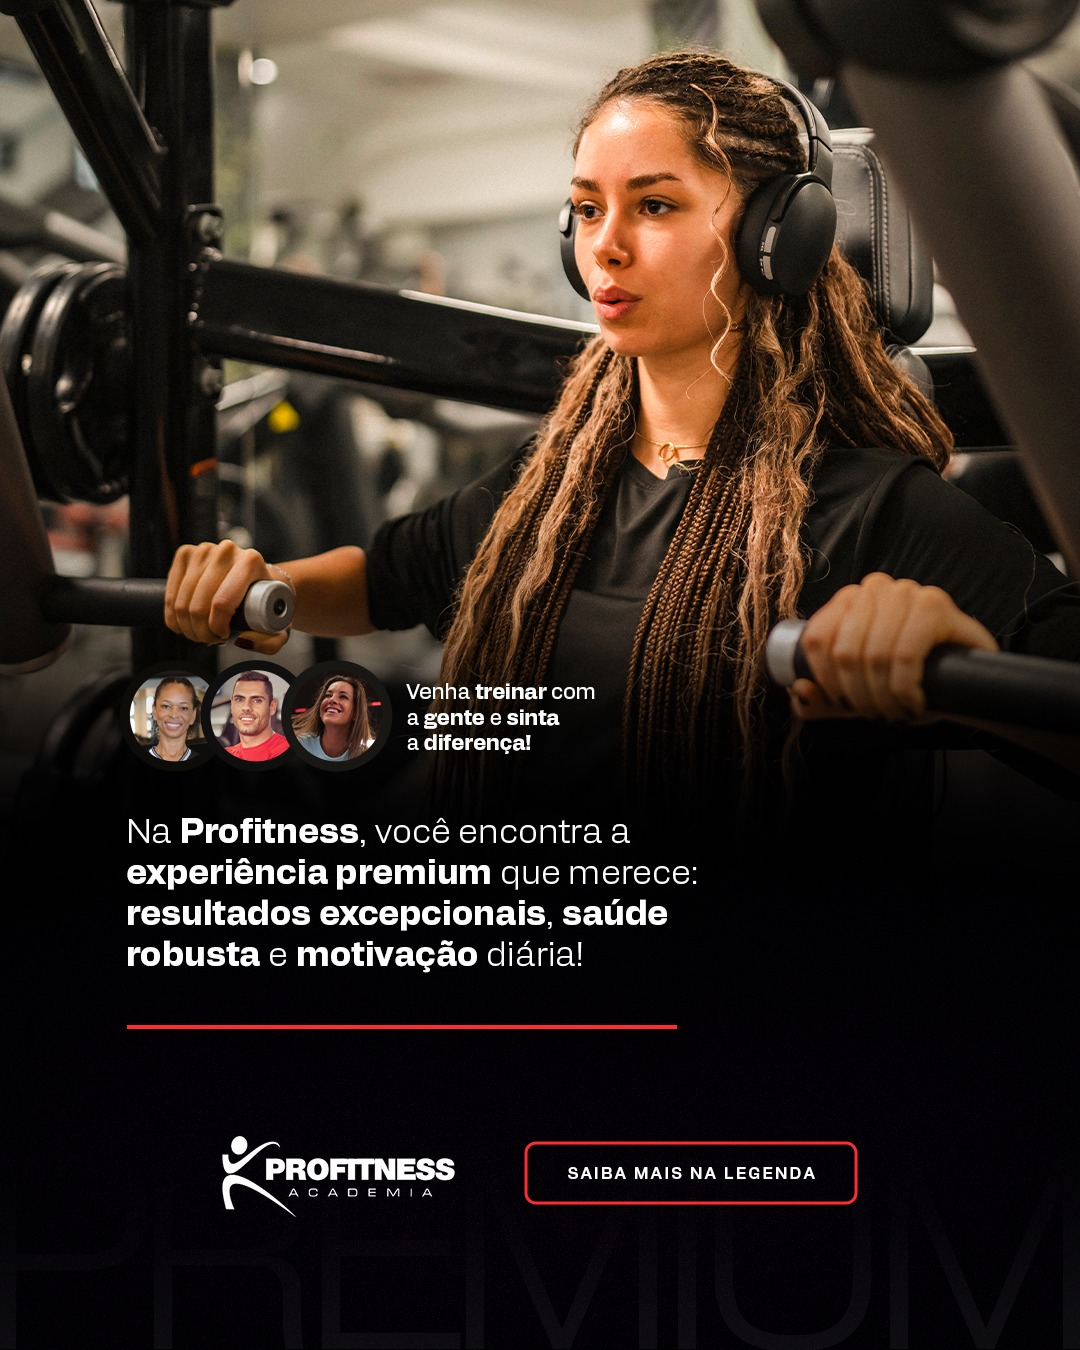 Venha treinar com
a gente e sinta
a diferença!
Na Profitness, você encontra a
experiência premium que merece:
resultados excepcionais, saúde
robusta e motivação diária!
PROFITNESS
ACADEMIA
SAIBA MAIS NA LEGENDA
PREMIUM